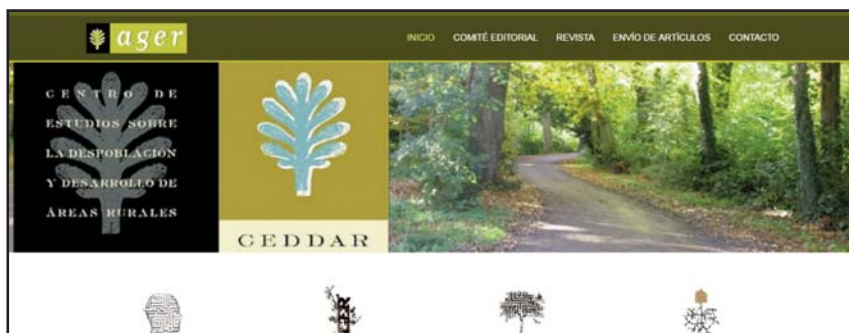 ager
INICIO COMITÉ EDITORIAL REVISTA ENVÍO DE ARTÍCULOS CONTACTO
CENTRO DE
ESTUDIOS SOBRE
LA DESPOBLACIÓN
Y DESARROLLO DE
ÁREAS RURALES
CEDDAR